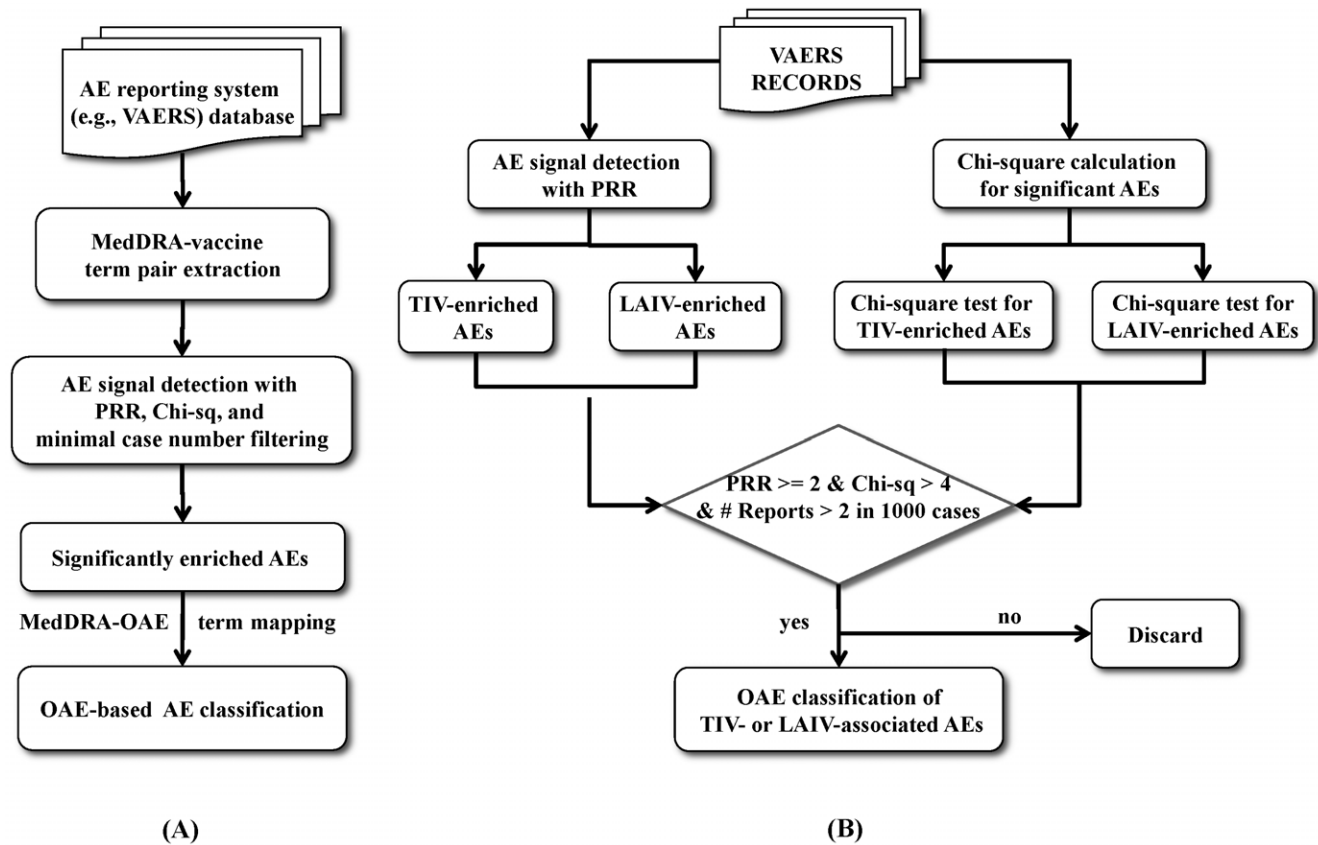 AE reporting system
(e.g., VAERS) database
MedDRA-vaccine
term pair extraction
AE signal detection with
PRR, Chi-sq, and
minimal case number filtering
Significantly enriched AEs
MedDRA-OAE term mapping
OAE-based AE classification
(A)
VAERS
RECORDS
AE signal detection
with PRR
Chi-square calculation
for significant AEs
TIV-enriched
AEs
LAIV-enriched
AEs
Chi-square test for
TIV-enriched AEs
Chi-square test for
LAIV-enriched AEs
PRR >= 2 & Chi-sq > 4
& # Reports > 2 in 1000 cases
yes
no
Discard
OAE classification of
TIV- or LAIV-associated AEs
(B)